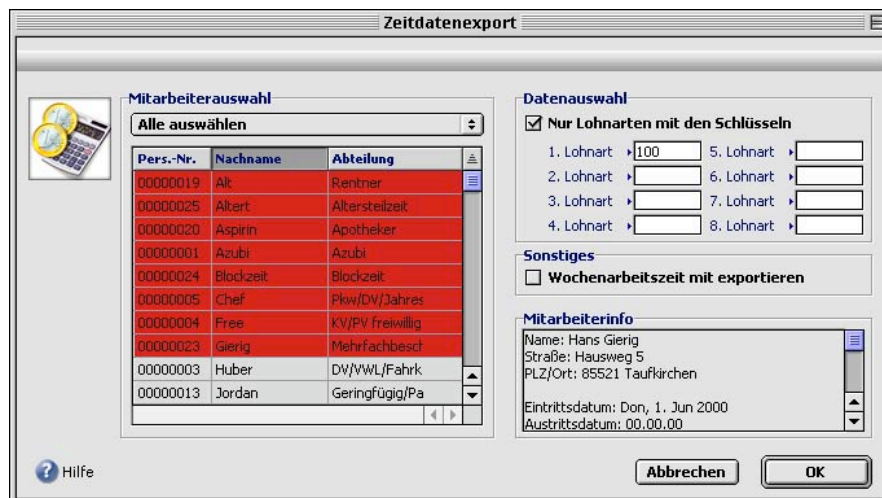 Zeitdatenexport
Mitarbeiterauswahl
Alle auswählen
Pers.-Nr. Nachname Abteilung
00000019 Alt Rentner
00000025 Altert Altersteilzeit
00000020 Aspirin Apotheker
00000001 Azubi Azubi
00000024 Blockzeit Blockzeit
00000005 Chef Pkw/DV/Jahres
00000004 Free KV/PV freiwillig
00000023 Gierig Mehrfachbesch
00000003 Huber DV/VWL/Fahrk
00000013 Jordan Geringfügig/Pa
Datenauswahl
Nur Lohnarten mit den Schlüsseln
1. Lohnart 100 5. Lohnart
2. Lohnart 6. Lohnart
3. Lohnart 7. Lohnart
4. Lohnart 8. Lohnart
Sonstiges
Wochenarbeitszeit mit exportieren
Mitarbeiterinfo
Name: Hans Gierig
Straße: Hausweg 5
PLZ/Ort: 85521 Taufkirchen
Eintrittsdatum: Don, 1. Jun 2000
Austrittsdatum: 00.00.00
Hilfe
Abbrechen OK